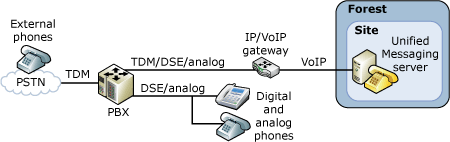 External
phones
PSTN
TDM
PBX
TDM/DSE/analog
DSE/analog
IP/VoIP
gateway
VoIP
Digital
and
analog
phones
Forest
Site
Unified
Messaging
server